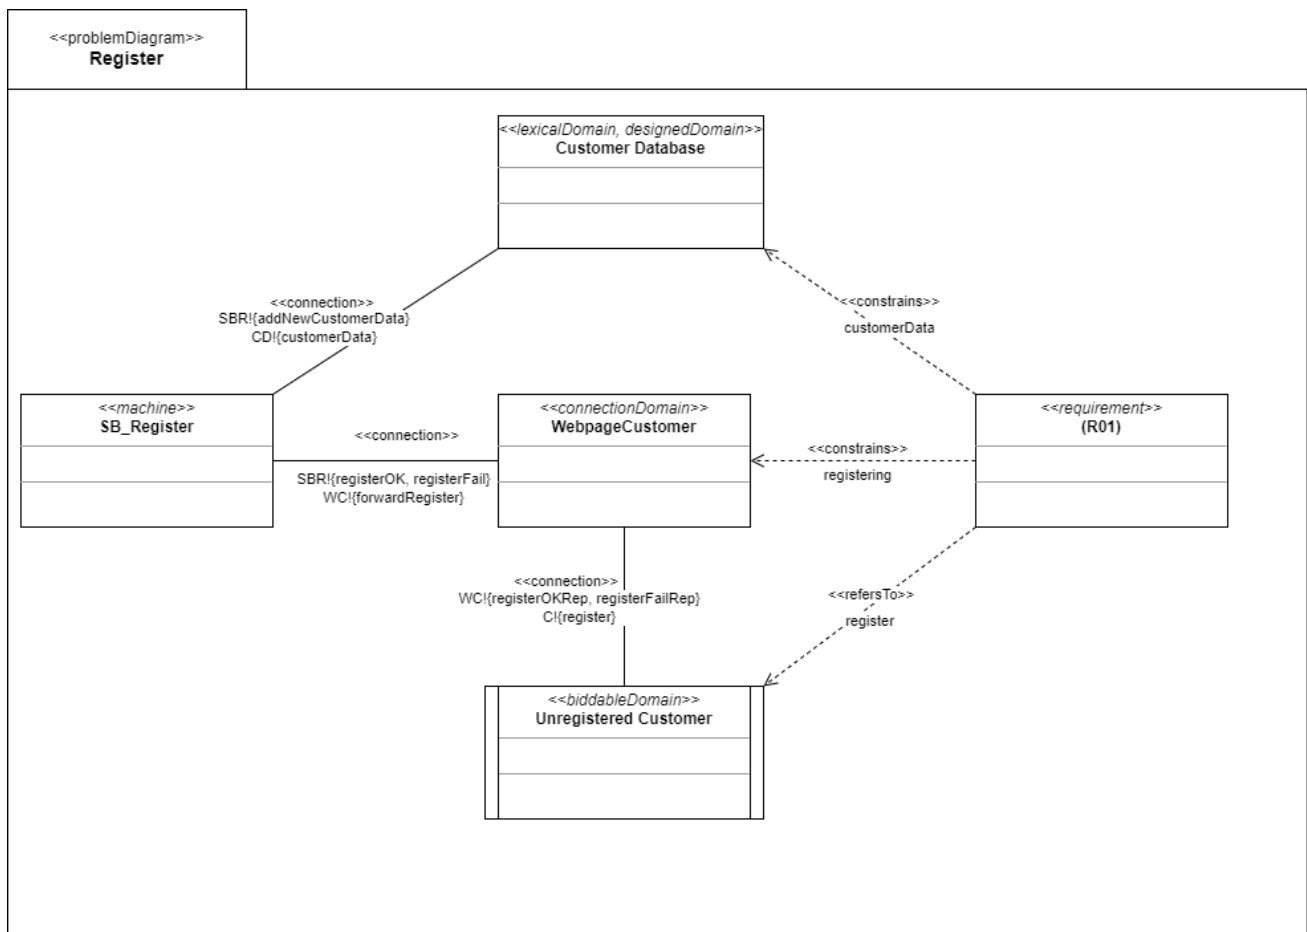 <<problemDiagram>>
Register
<<lexicalDomain, designedDomain>>
Customer Database
<<connection>>
SBR!{addNewCustomerData}
CD!{customerData}
<<constrains>>
customerData
<<machine>>
SB_Register
<<connection>>
SBR!{registerOK, registerFail}
WC!{forwardRegister}
<<connectionDomain>>
WebpageCustomer
<<constrains>>
registering
<<requirement>>
(R01)
<<connection>>
WC!{registerOKRep, registerFailRep}
C!{register}
<<refersTo>>
register
<<biddableDomain>>
Unregistered Customer